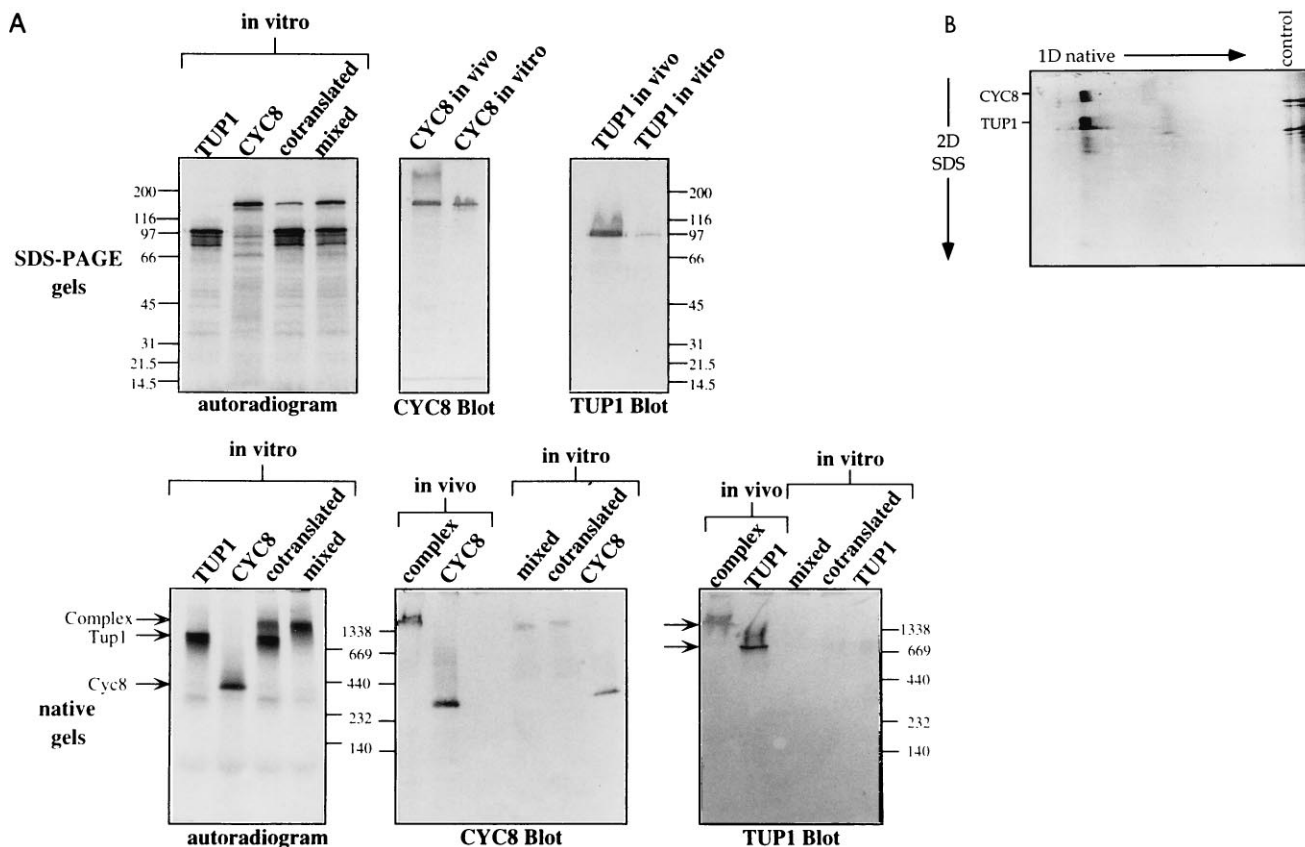 A
in vitro
TUP1
CYC8
cotranslated
mixed
CYC8 in vivo
CYC8 in vitro
TUP1 in vivo
TUP1 in vitro
SDS-PAGE
gels
200
116
97
66
45
31
21.5
14.5
200
116
97
66
45
31
21.5
14.5
autoradiogram
CYC8 Blot
TUP1 Blot
B
1D native
control
CYC8
TUP1
2D
SDS
in vitro
TUP1
CYC8
cotranslated
mixed
in vivo
complex
CYC8
in vitro
mixed
cotranslated
CYC8
in vivo
complex
TUP1
in vitro
mixed
cotranslated
TUP1
Complex
Tup1
Cyc8
native
gels
1338
669
440
232
140
1338
669
440
232
140
autoradiogram
CYC8 Blot
TUP1 Blot